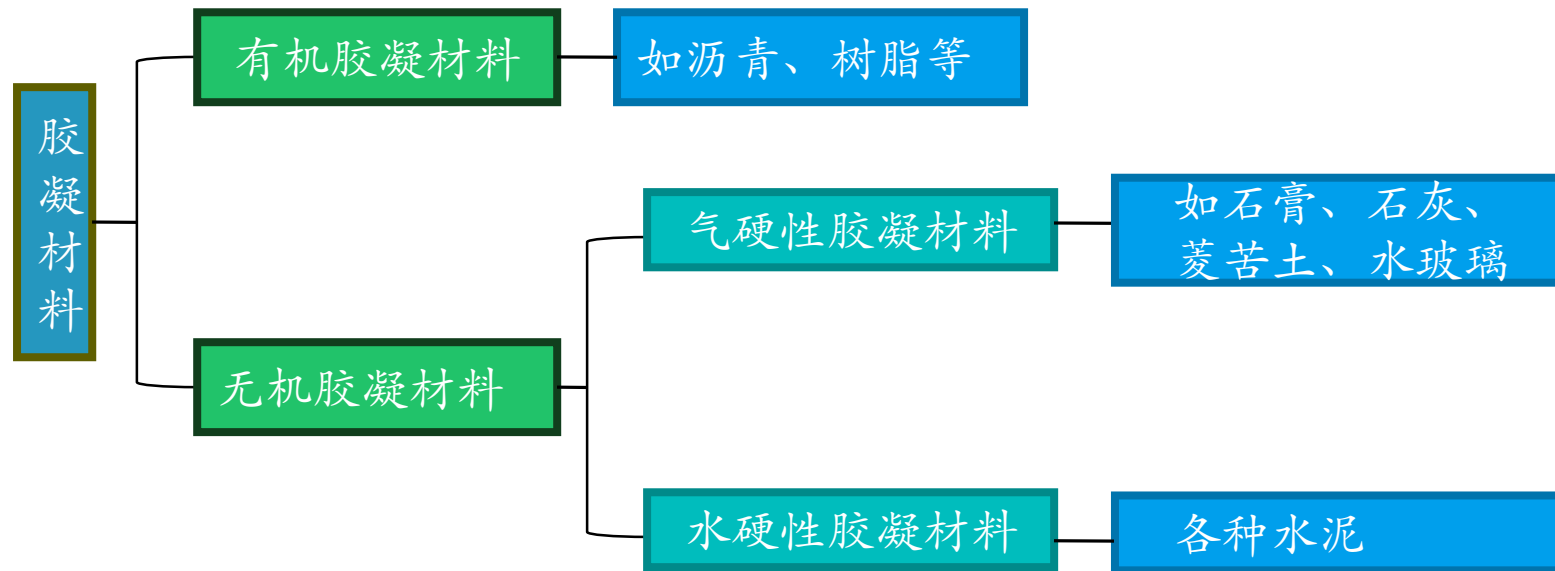 胶凝材料
有机胶凝材料
如沥青、树脂等
无机胶凝材料
气硬性胶凝材料
如石膏、石灰、
菱苦土、水玻璃
水硬性胶凝材料
各种水泥